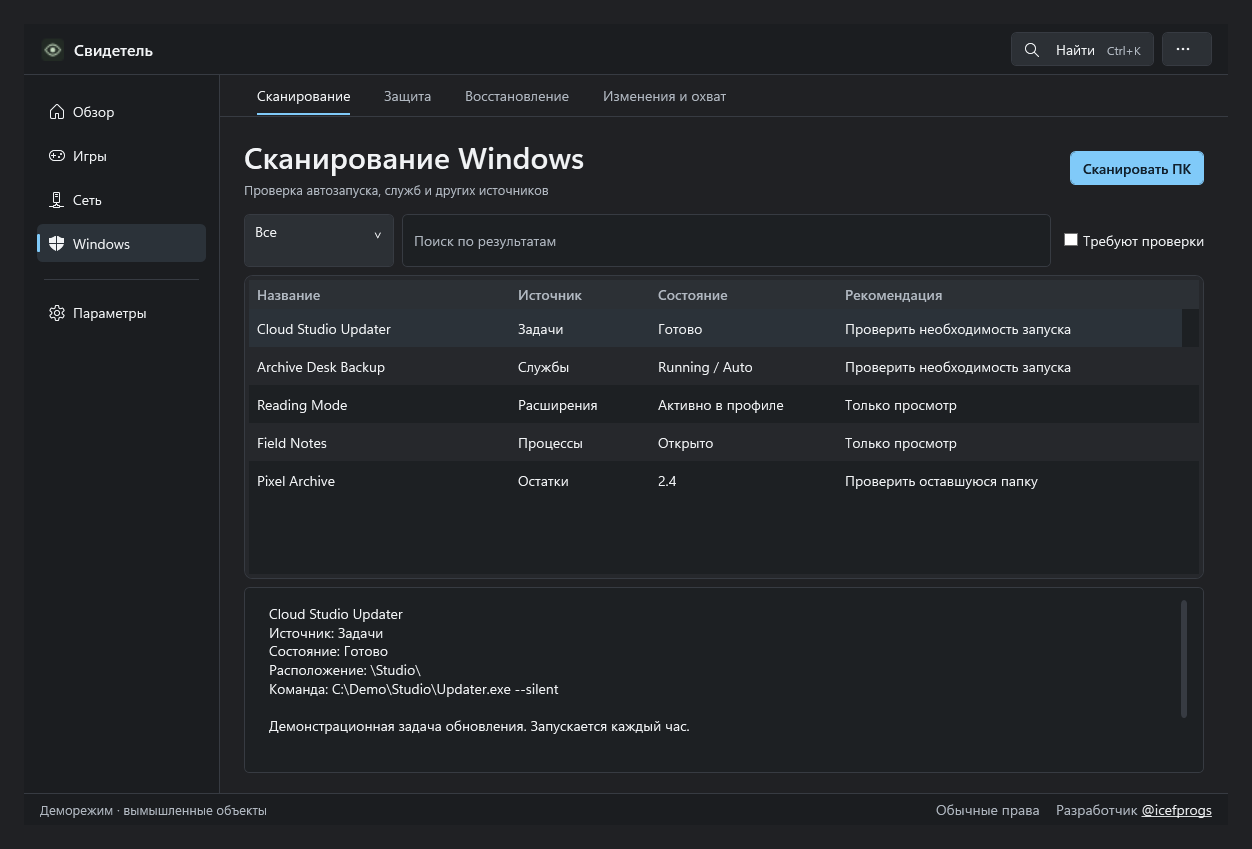 Свидетель
Найти Ctrl+K
Обзор
Игры
Сеть
Windows
Параметры
Сканирование Защита Восстановление Изменения и охват
Сканирование Windows
Проверка автозапуска, служб и других источников
Сканировать ПК
Все
Поиск по результатам
Требуют проверки
Название Источник Состояние Рекомендация
Cloud Studio Updater Задачи Готово Проверить необходимость запуска
Archive Desk Backup Службы Running / Auto Проверить необходимость запуска
Reading Mode Расширения Активно в профиле Только просмотр
Field Notes Процессы Открыто Только просмотр
Pixel Archive Остатки 2.4 Проверить оставшуюся папку
Cloud Studio Updater
Источник: Задачи
Состояние: Готово
Расположение: \Studio\
Команда: C:\Demo\Studio\Updater.exe --silent
Демонстрационная задача обновления. Запускается каждый час.
Деморежим · вымышленные объекты
Обычные права Разработчик @icefprogs